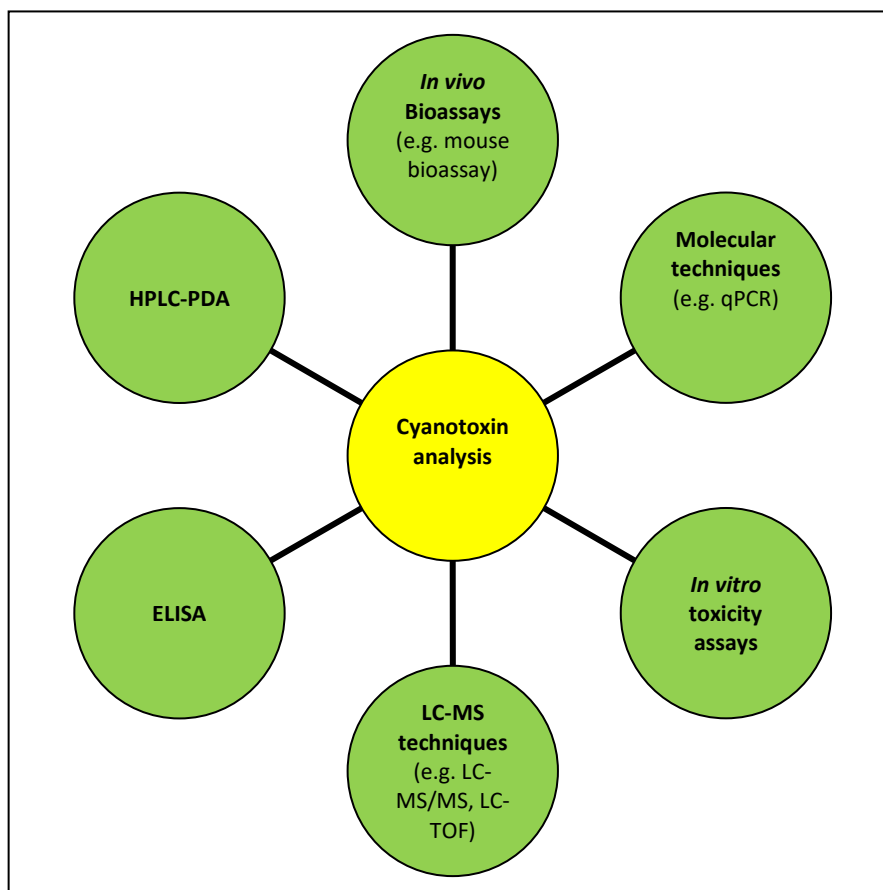 In vivo
Bioassays
(e.g. mouse
bioassay)
Molecular
techniques
(e.g. qPCR)
HPLC-PDA
Cyanotoxin
analysis
In vitro
toxicity
assays
ELISA
LC-MS
techniques
(e.g. LC-
MS/MS, LC-
TOF)